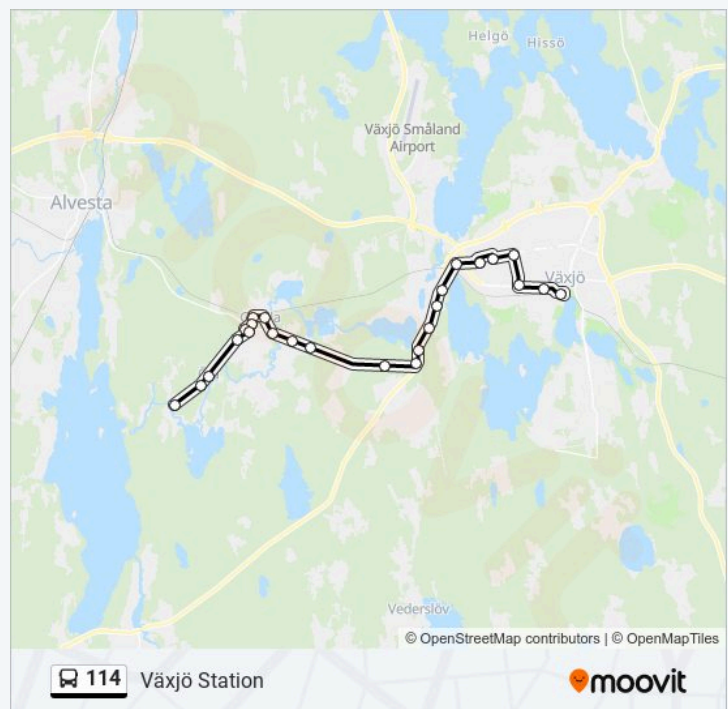 Helgö
Hissö
Växjö Småland
Airport
Alvesta
Växjö
Vederslöv
© OpenStreetMap contributors | © OpenMapTiles
114
Växjö Station
moovit